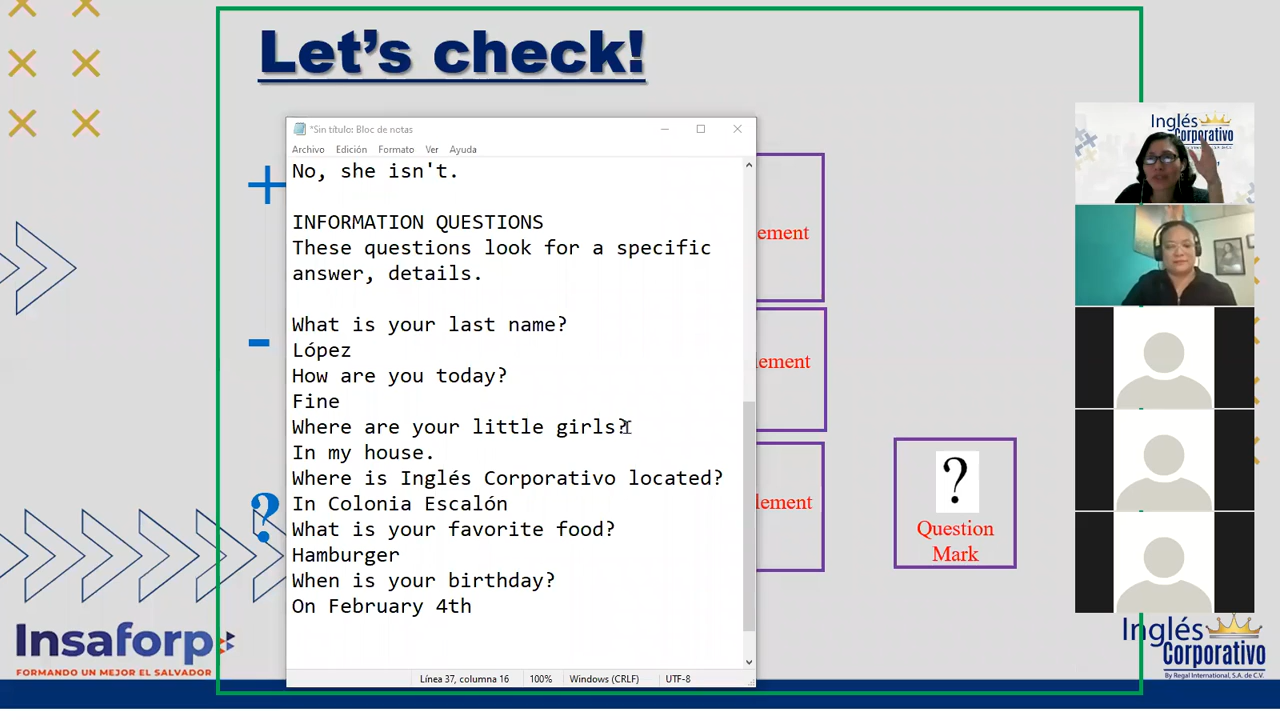 Let's check!
*Sin título: Bloc de notas
Archivo Edición Formato Ver Ayuda
No, she isn't.
INFORMATION QUESTIONS
These questions look for a specific
answer, details.
What is your last name?
López
How are you today?
Fine
Where are your little girls?
In my house.
Where is Inglés Corporativo located?
In Colonia Escalón
What is your favorite food?
Hamburger
When is your birthday?
On February 4th
Línea 37, columna 16 100% Windows (CRLF) UTF-8
+
-
?
ement
lement
lement
?
Question
Mark
Inglés
Corporativo
Insaforp
FORMANDO UN MEJOR EL SALVADOR
Inglés
Corporativo
By Regal International, S.A. de C.V.